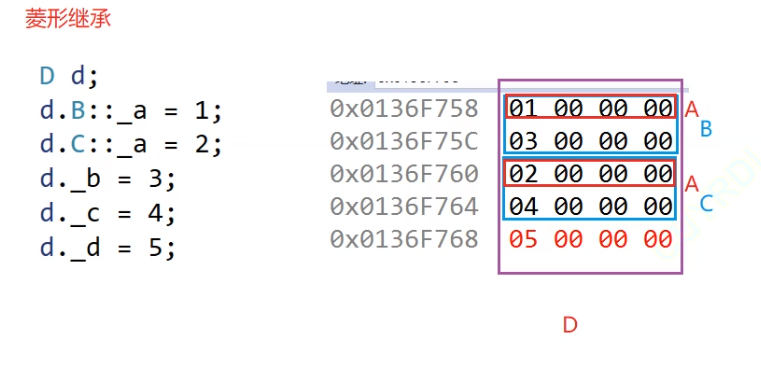 菱形继承
D d;
d.B::_a = 1;
d.C::_a = 2;
d._b = 3;
d._c = 4;
d._d = 5;
0x0136F758 01 00 00 00 A
B
0x0136F75C 03 00 00 00
0x0136F760 02 00 00 00 A
C
0x0136F764 04 00 00 00
0x0136F768 05 00 00 00
D